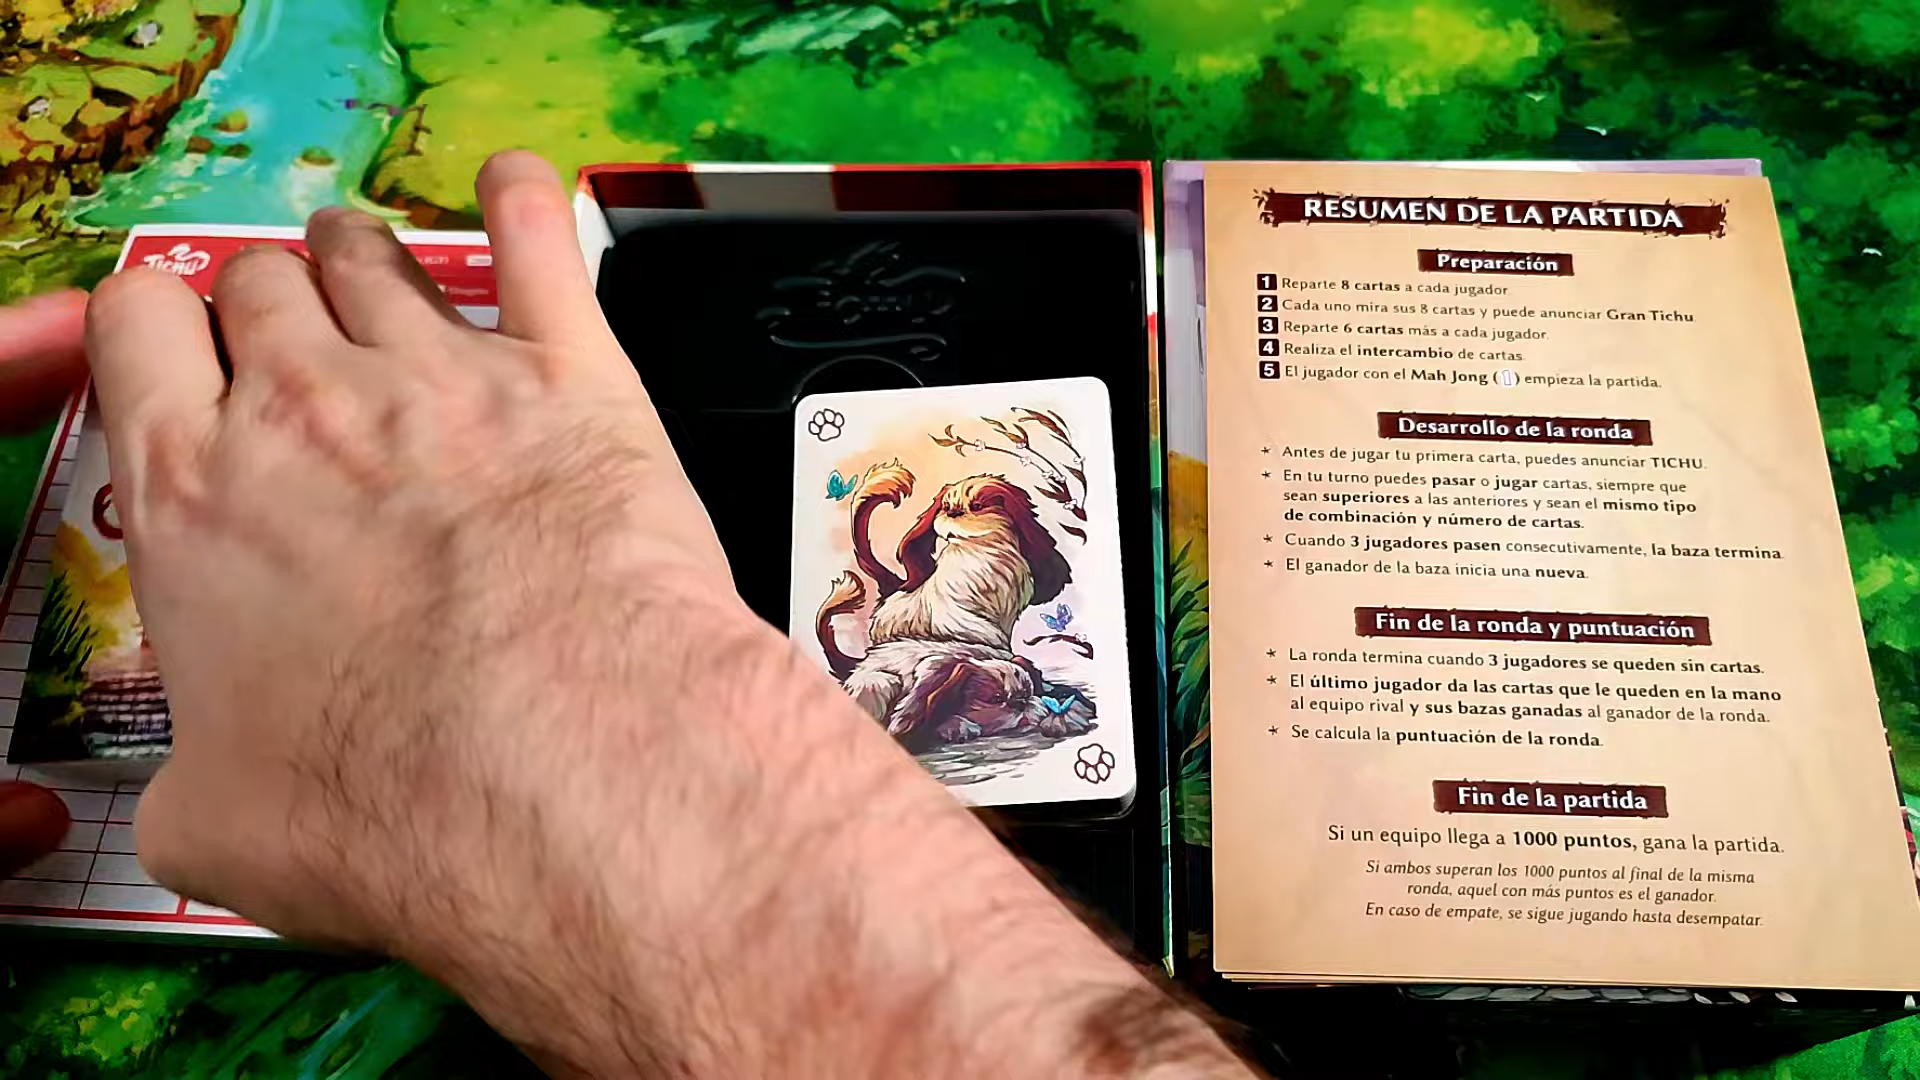 Tichu
RESUMEN DE LA PARTIDA
Preparación
1 Reparte 8 cartas a cada jugador.
2 Cada uno mira sus 8 cartas y puede anunciar Gran Tichu.
3 Reparte 6 cartas más a cada jugador.
4 Realiza el intercambio de cartas.
5 El jugador con el Mah Jong ( ) empieza la partida.
Desarrollo de la ronda
* Antes de jugar tu primera carta, puedes anunciar TICHU.
* En tu turno puedes pasar o jugar cartas, siempre que
sean superiores a las anteriores y sean el mismo tipo
de combinación y número de cartas.
* Cuando 3 jugadores pasen consecutivamente, la baza termina.
* El ganador de la baza inicia una nueva.
Fin de la ronda y puntuación
* La ronda termina cuando 3 jugadores se queden sin cartas.
* El último jugador da las cartas que le queden en la mano
al equipo rival y sus bazas ganadas al ganador de la ronda.
* Se calcula la puntuación de la ronda.
Fin de la partida
Si un equipo llega a 1000 puntos, gana la partida.
Si ambos superan los 1000 puntos al final de la misma
ronda, aquel con más puntos es el ganador.
En caso de empate, se sigue jugando hasta desempatar.